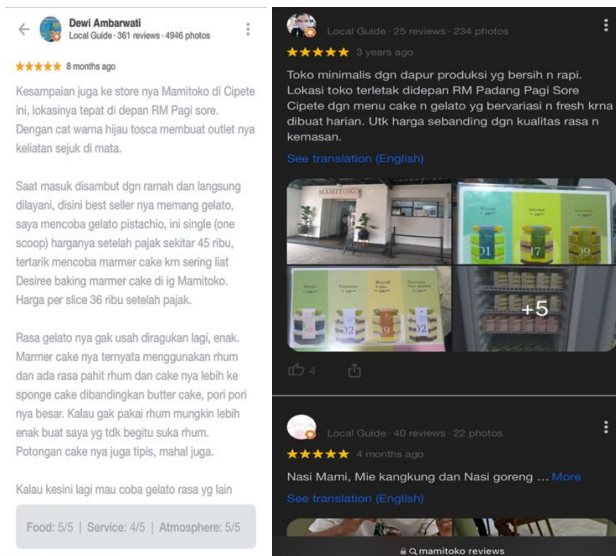 Dewi Ambarwati
Local Guide · 361 reviews · 4946 photos
★★★★★ 8 months ago
Kesampaian juga ke store nya Mamitoko di Cipete
ini, lokasinya tepat di depan RM Pagi sore.
Dengan cat warna hijau tosca membuat outlet nya
keliatan sejuk di mata.
Saat masuk disambut dgn ramah dan langsung
dilayani, disini best seller nya memang gelato,
saya mencoba gelato pistachio, ini single (one
scoop) harganya setelah pajak sekitar 45 ribu,
tertarik mencoba marmer cake krn sering liat
Desiree baking marmer cake di ig Mamitoko.
Harga per slice 36 ribu setelah pajak.
Rasa gelato nya gak usah diragukan lagi, enak.
Marmer cake nya ternyata menggunakan rhum
dan ada rasa pahit rhum dan cake nya lebih ke
sponge cake dibandingkan butter cake, pori pori
nya besar. Kalau gak pakai rhum mungkin lebih
enak buat saya yg tdk begitu suka rhum.
Potongan cake nya juga tipis, mahal juga.
Kalau kesini lagi mau coba gelato rasa yg lain
Food: 5/5 | Service: 4/5 | Atmosphere: 5/5
Local Guide · 25 reviews · 234 photos
★★★★★ 3 years ago
Toko minimalis dgn dapur produksi yg bersih n rapi.
Lokasi toko terletak didepan RM Padang Pagi Sore
Cipete dgn menu cake n gelato yg bervariasi n fresh krna
dibuat harian. Utk harga sebanding dgn kualitas rasa n
kemasan.
See translation (English)
MAMITOKO
01 17 09
02 19 02
+5
4
Local Guide · 40 reviews · 22 photos
★★★★★ 4 months ago
Nasi Mami, Mie kangkung dan Nasi goreng … More
See translation (English)
mamitoko reviews